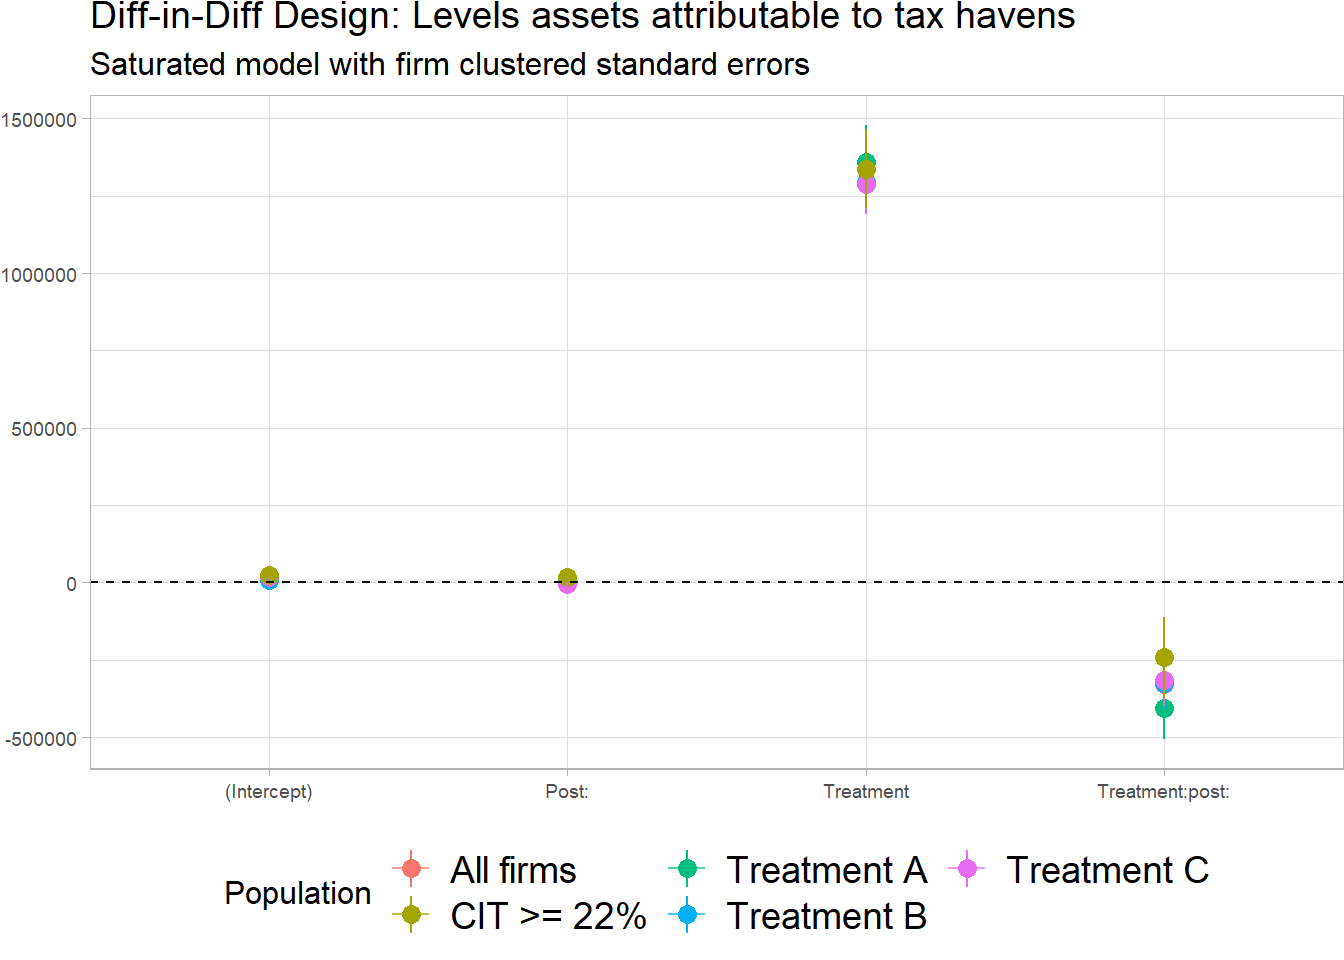 Diff-in-Diff Design: Levels assets attributable to tax havens
Saturated model with firm clustered standard errors
1500000
1000000
500000
0
-500000
(Intercept)
Post:
Treatment
Treatment:post:
Population
All firms
Treatment A
Treatment C
CIT >= 22%
Treatment B